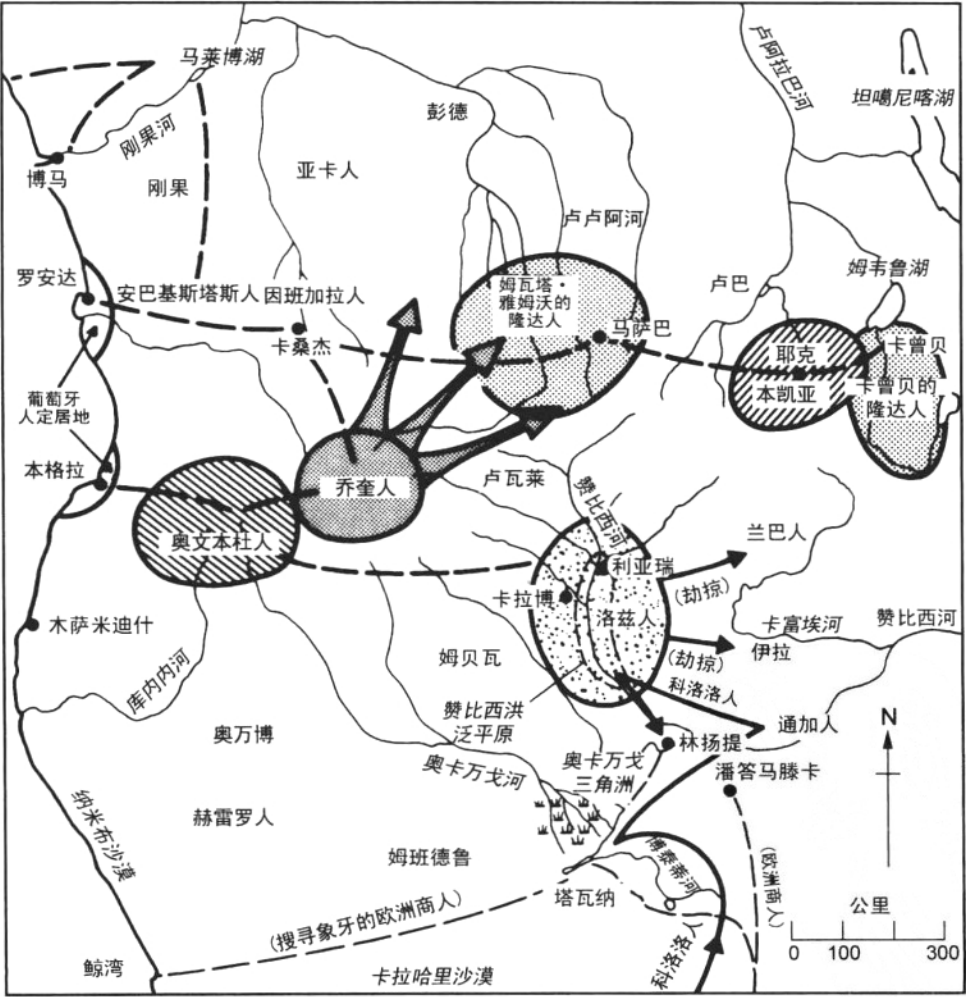 马莱博湖
卢阿拉巴河
坦噶尼喀湖
彭德
刚果河
博马
刚果
亚卡人
卢卢阿河
罗安达
安巴基斯塔斯人
因班加拉人
姆瓦塔·
雅姆沃的
隆达人
卢巴
姆韦鲁湖
卡桑杰
马萨巴
耶克
本凯亚
卡曾贝
卡曾贝的
隆达人
葡萄牙
人定居地
本格拉
乔奎人
卢瓦莱
赞比西河
奥文本杜人
兰巴人
利亚瑞
(劫掠)
卡拉博
洛兹人
木萨米迪什
卡富埃河
赞比西河
伊拉
(劫掠)
姆贝瓦
科洛洛人
库内内河
赞比西洪
泛平原
通加人
N
奥万博
林扬提
奥卡万戈河
奥卡万戈
三角洲
潘答马滕卡
纳米布沙漠
赫雷罗人
姆班德鲁
博泰蒂河
(欧洲商人)
塔瓦纳
(搜寻象牙的欧洲商人)
公里
0 100 300
科洛洛人
鲸湾
卡拉哈里沙漠